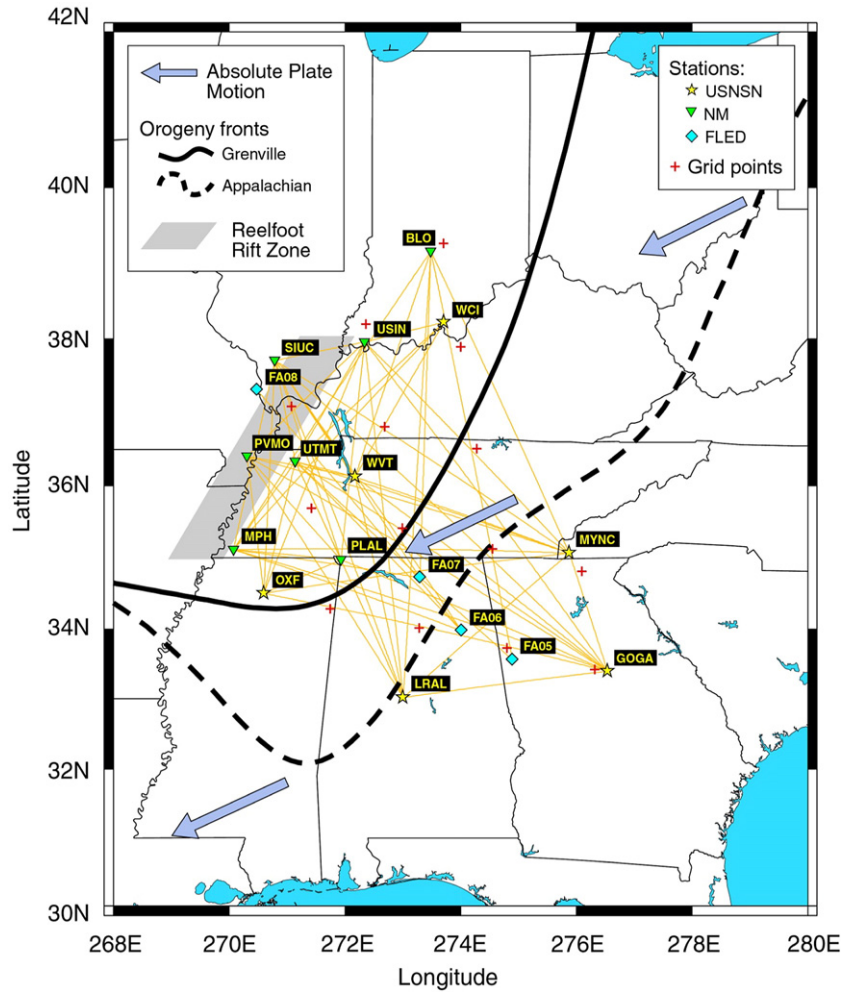 42N
40N
38N
36N
34N
32N
30N
Latitude
Absolute Plate
Motion
Orogeny fronts
Grenville
Appalachian
Reelfoot
Rift Zone
Stations:
USNSN
NM
FLED
Grid points
BLO
WCI
USIN
SIUC
FA08
PVMO
UTMT
WVT
MPH
PLAL
MYNC
FA07
OXF
FA06
FA05
GOGA
LRAL
268E
270E
272E
274E
276E
278E
280E
Longitude